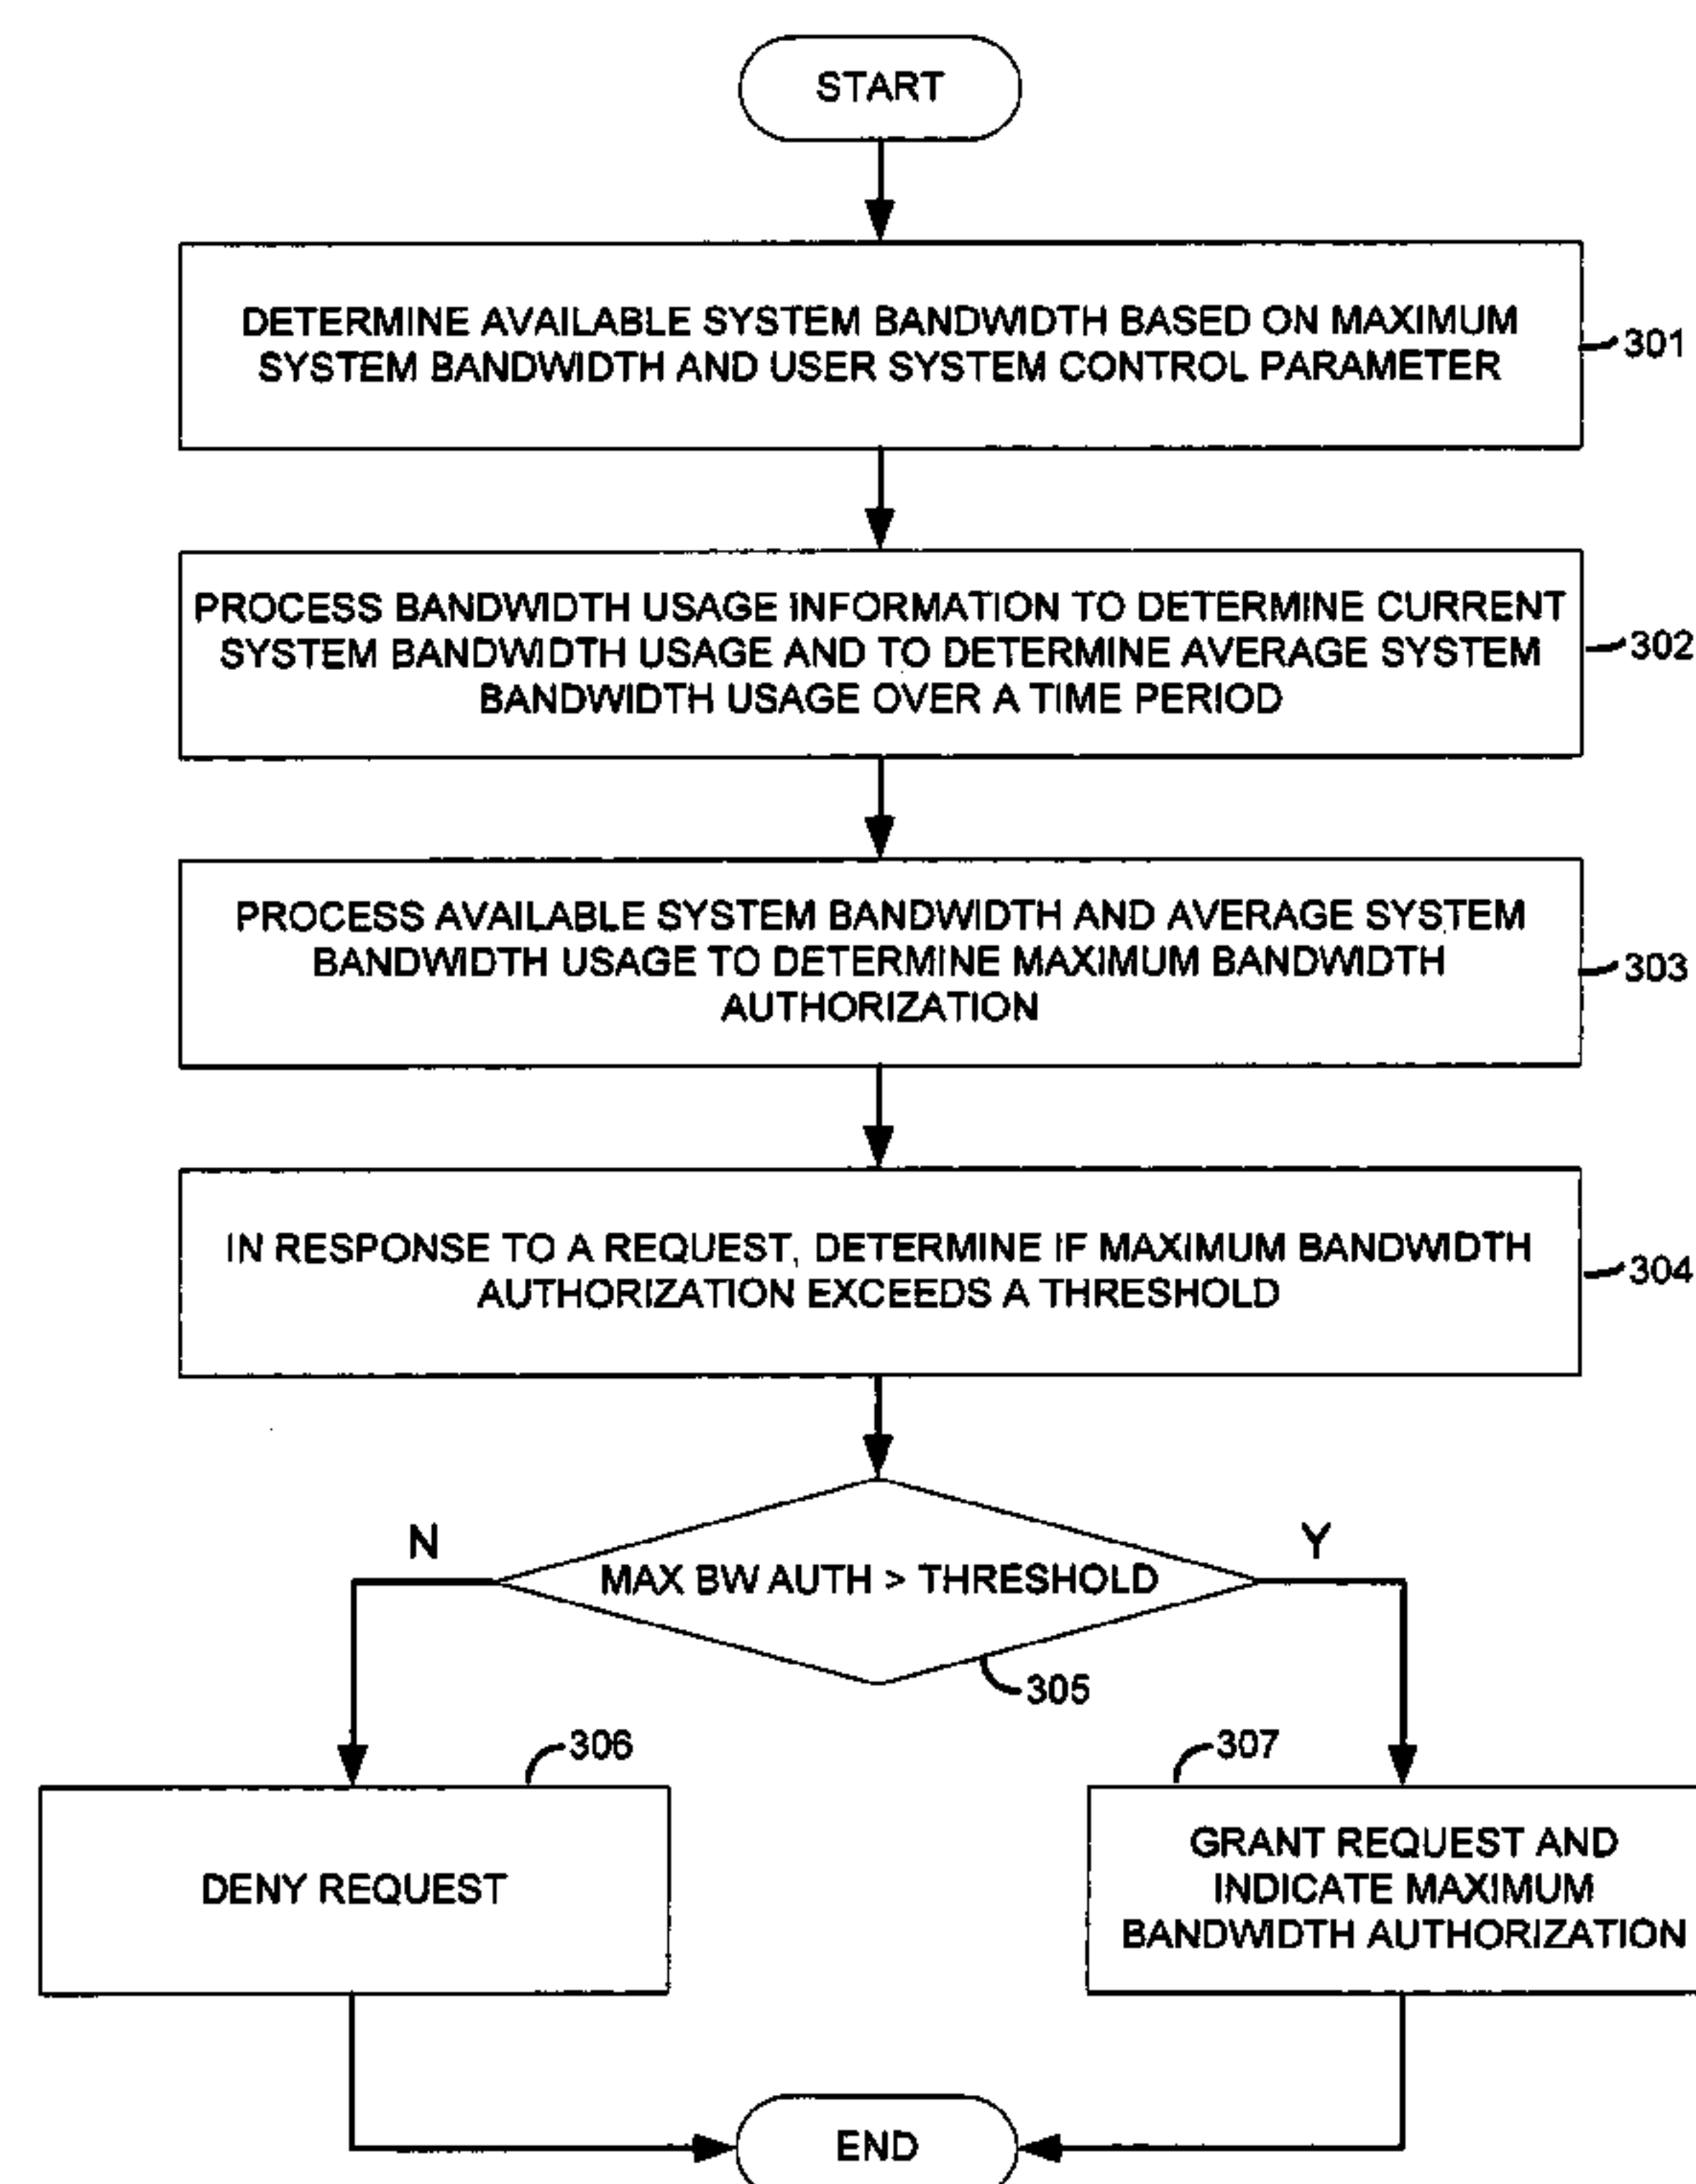 START
DETERMINE AVAILABLE SYSTEM BANDWIDTH BASED ON MAXIMUM
SYSTEM BANDWIDTH AND USER SYSTEM CONTROL PARAMETER
301
PROCESS BANDWIDTH USAGE INFORMATION TO DETERMINE CURRENT
SYSTEM BANDWIDTH USAGE AND TO DETERMINE AVERAGE SYSTEM
BANDWIDTH USAGE OVER A TIME PERIOD
302
PROCESS AVAILABLE SYSTEM BANDWIDTH AND AVERAGE SYSTEM
BANDWIDTH USAGE TO DETERMINE MAXIMUM BANDWIDTH
AUTHORIZATION
303
IN RESPONSE TO A REQUEST, DETERMINE IF MAXIMUM BANDWIDTH
AUTHORIZATION EXCEEDS A THRESHOLD
304
N
MAX BW AUTH > THRESHOLD
Y
305
306
DENY REQUEST
307
GRANT REQUEST AND
INDICATE MAXIMUM
BANDWIDTH AUTHORIZATION
END